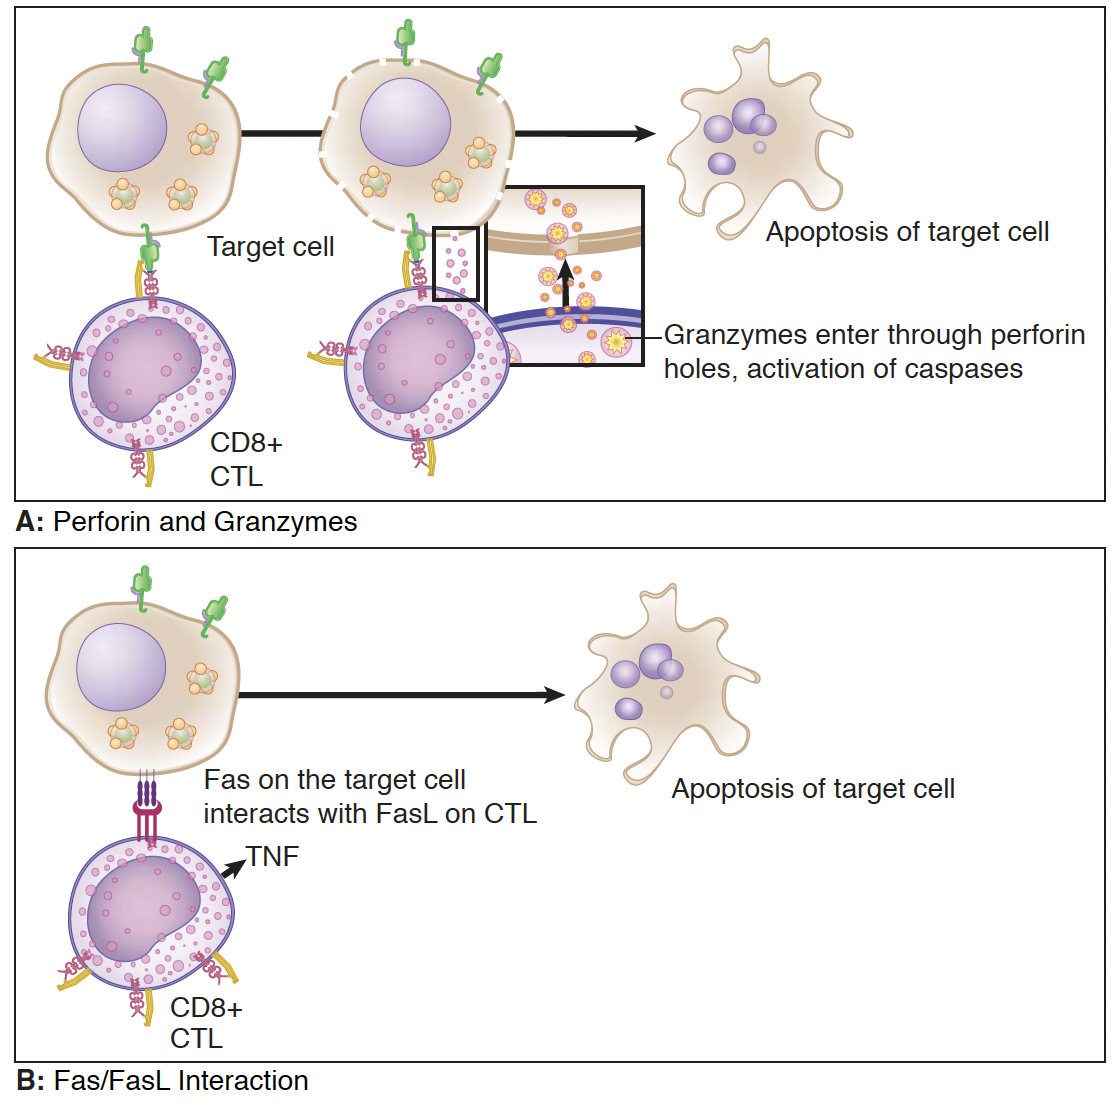 Target cell
Apoptosis of target cell
Granzymes enter through perforin
holes, activation of caspases
CD8+
CTL
A: Perforin and Granzymes
Fas on the target cell
interacts with FasL on CTL
Apoptosis of target cell
TNF
CD8+
CTL
B: Fas/FasL Interaction